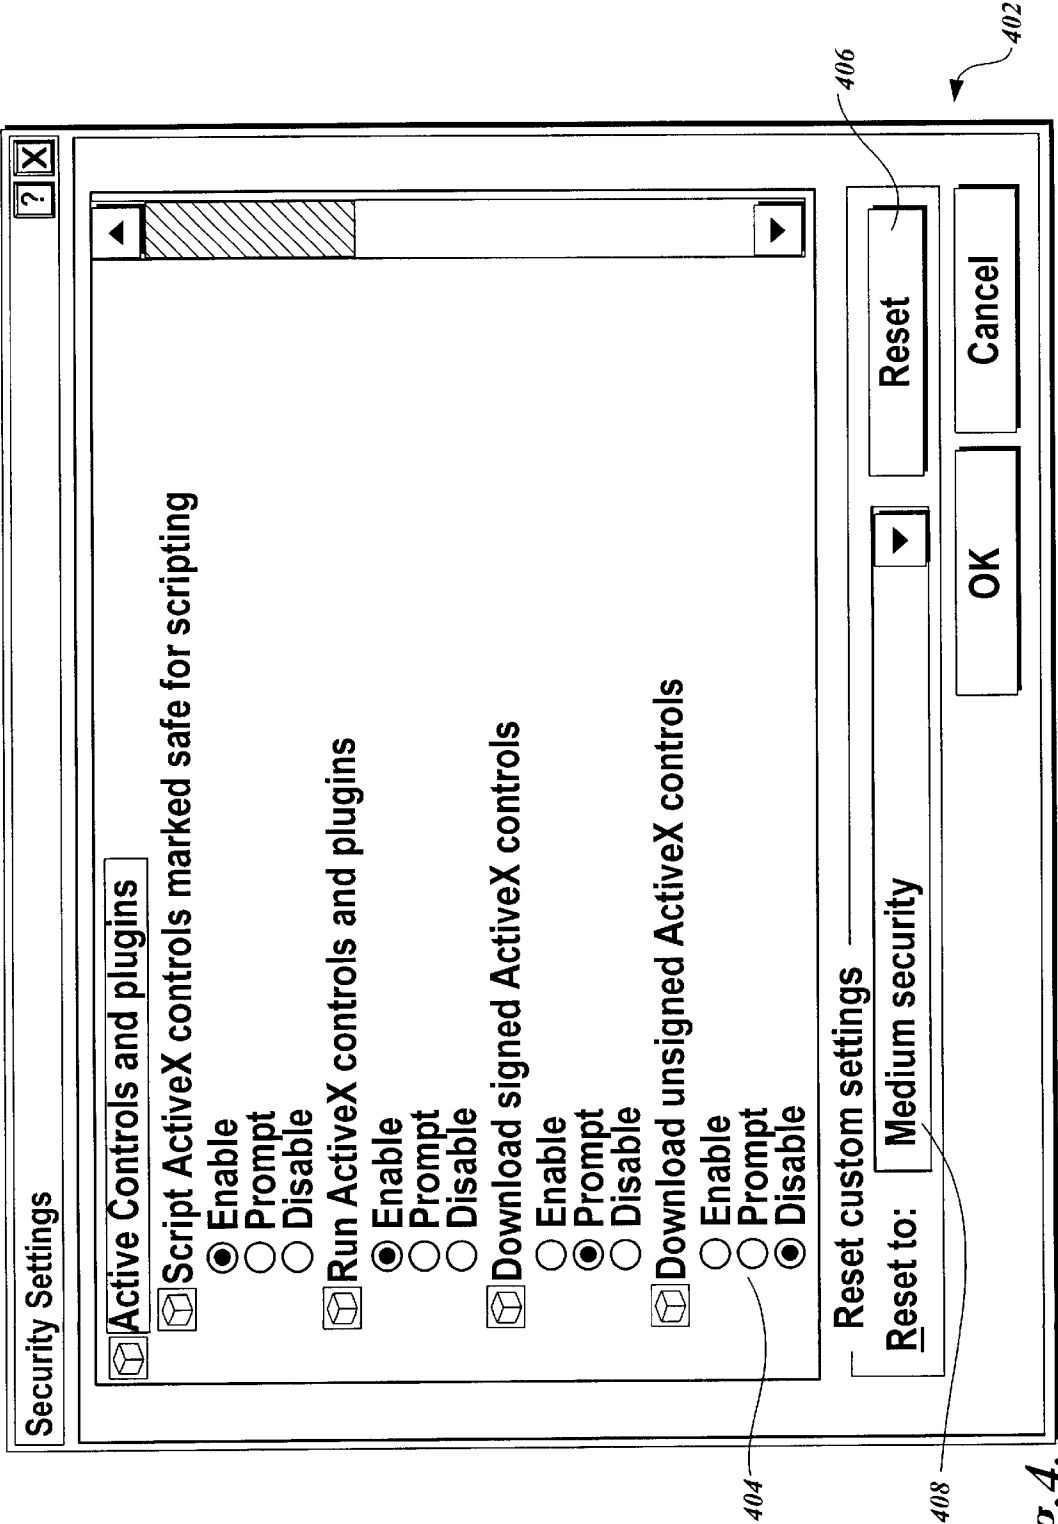 402
Security Settings
? X
Active Controls and plugins
Script ActiveX controls marked safe for scripting
Enable
Prompt
Disable
Run ActiveX controls and plugins
Enable
Prompt
Disable
Download signed ActiveX controls
Enable
Prompt
Disable
Download unsigned ActiveX controls
404
Enable
Prompt
Disable
Reset custom settings
406
Reset to: Medium security Reset
408
OK Cancel